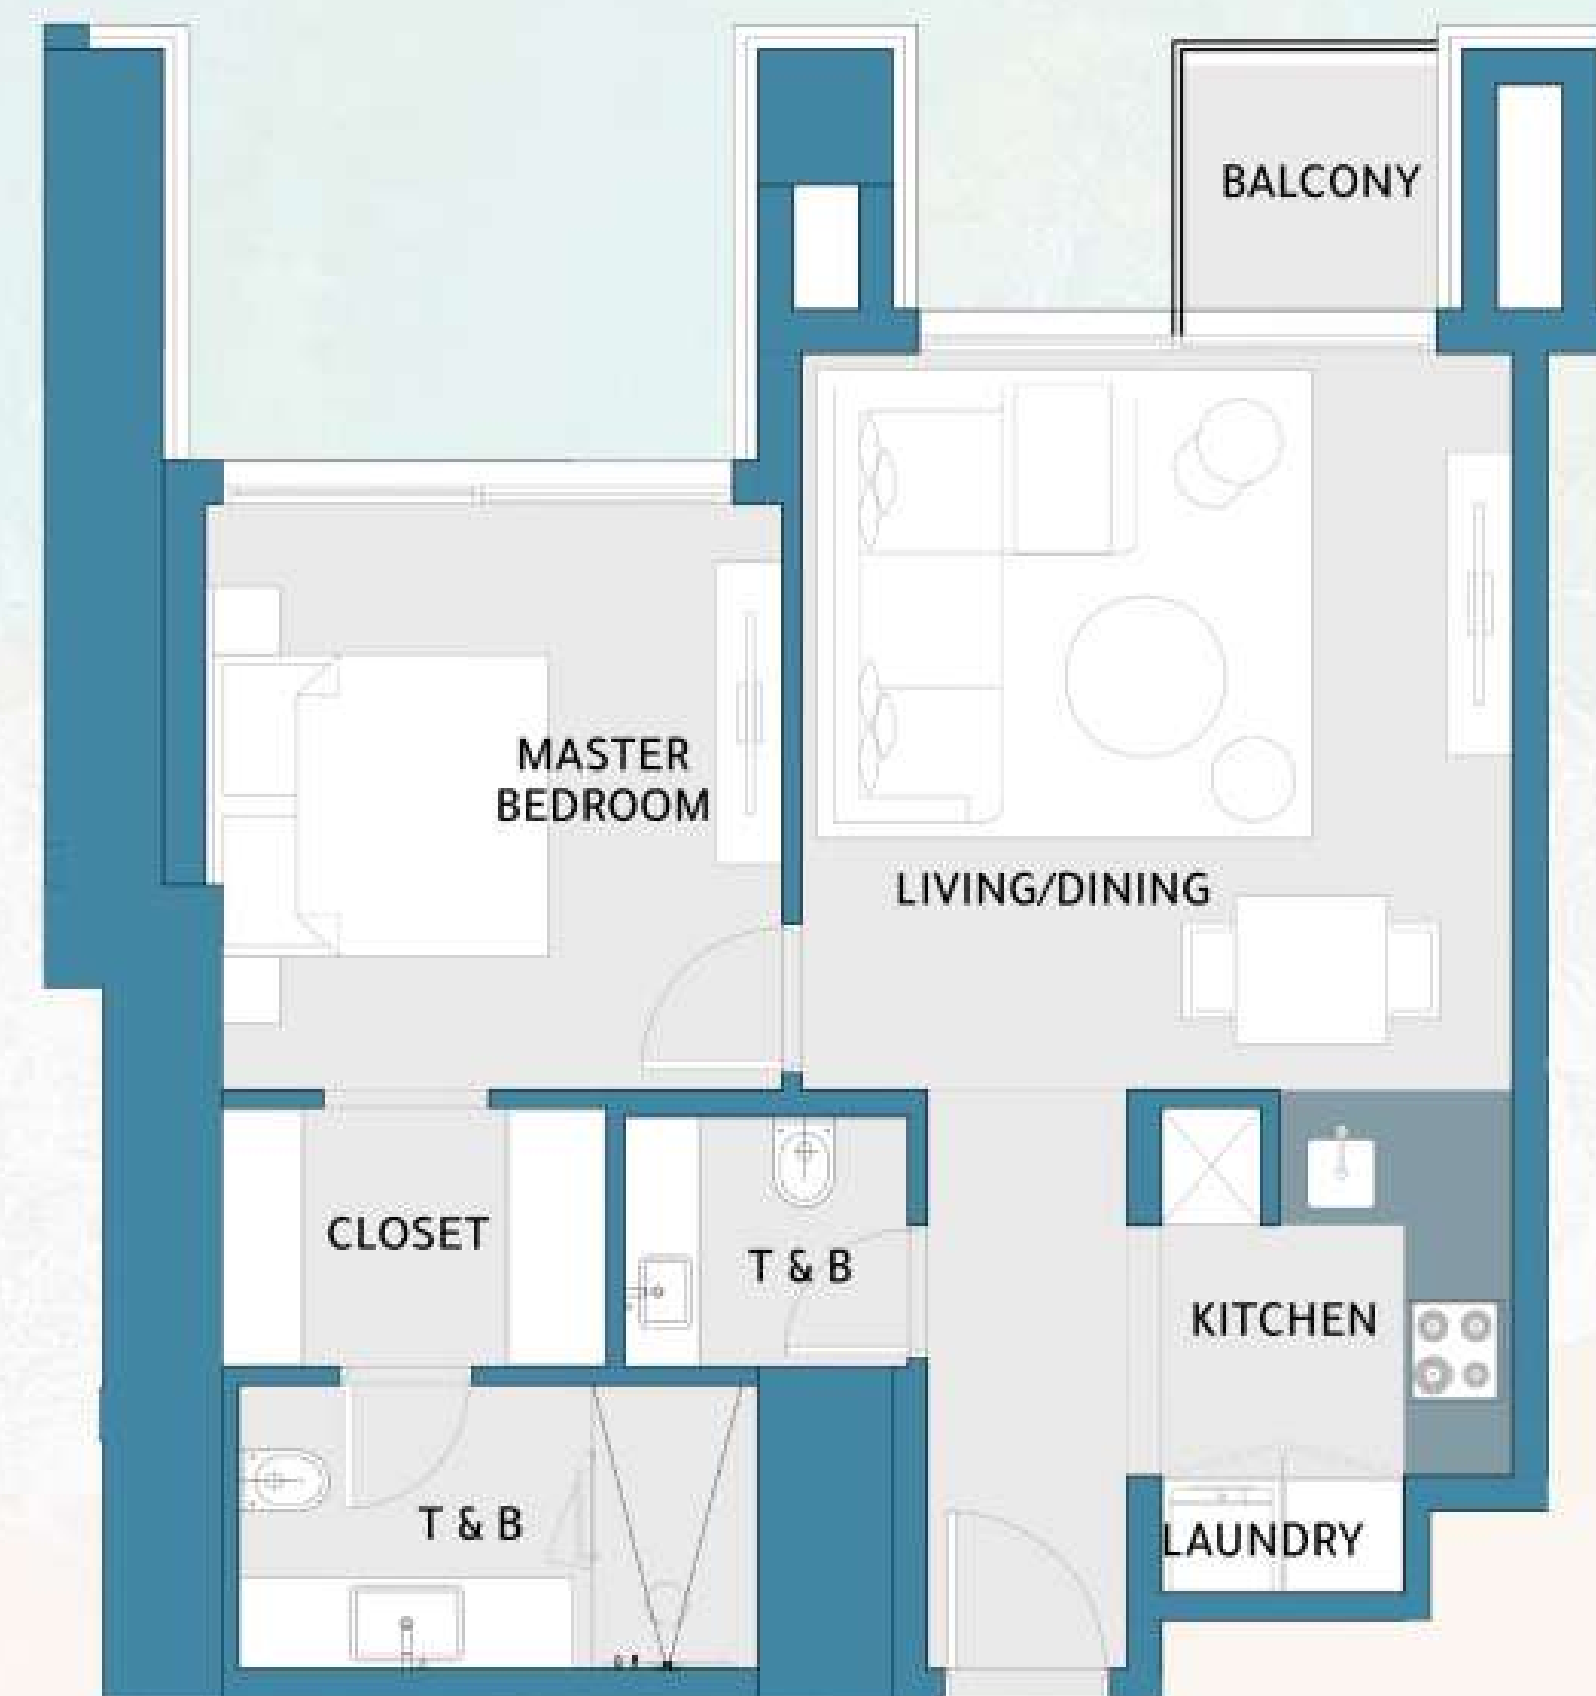 BALCONY
MASTER
BEDROOM
LIVING/DINING
CLOSET
T & B
KITCHEN
T & B
LAUNDRY